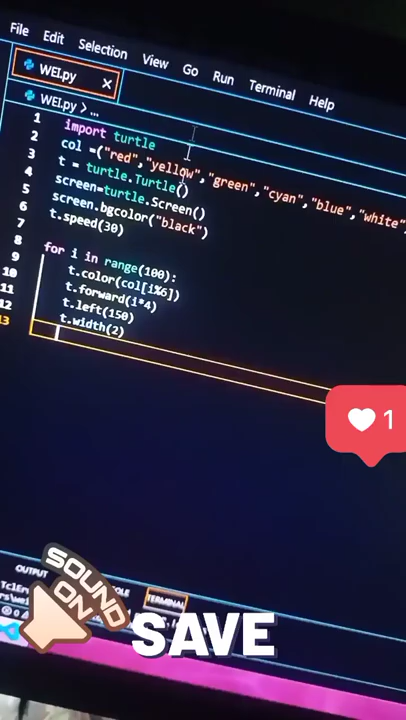 File Edit Selection View Go Run Terminal Help
WEI.py ×
WEI.py > ...
1 import turtle
2 col =("red","yellow","green","cyan","blue","white"
3 t = turtle.Turtle()
4 screen=turtle.Screen()
5 screen.bgcolor("black")
6 t.speed(30)
7
8 for i in range(100):
9 t.color(col[i%6])
10 t.forward(i*4)
11 t.left(150)
12 t.width(2)
13
1
OUTPUT TERMINAL
SOUND ON
SAVE